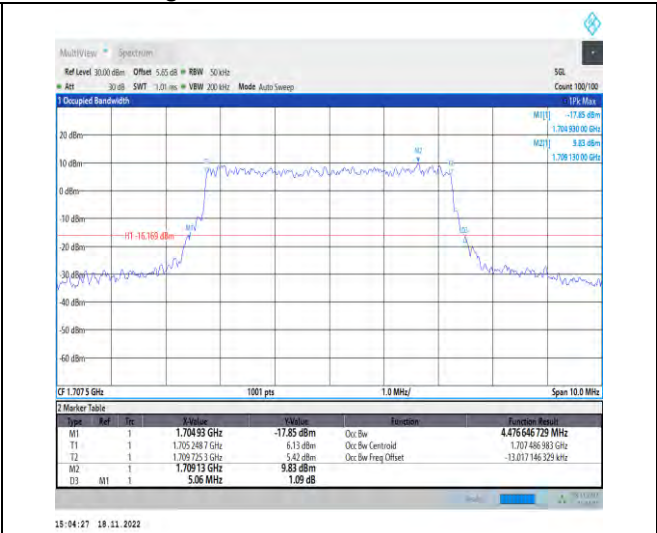 MultiView Spectrum
Ref Level 30.00 dBm Offset 5.85 dB RBW 50 kHz SGL
Att 30 dB SWT 1.01 ms VBW 200 kHz Mode Auto Sweep Count 100/100
1 Occupied Bandwidth 1Pk Max
M1[1] -17.85 dBm
1.704 930 00 GHz
20 dBm
M2[1] 9.83 dBm
1.709 130 00 GHz
M2
10 dBm
0 dBm
-10 dBm
M1
H1 -16.169 dBm
-20 dBm
-30 dBm
-40 dBm
-50 dBm
-60 dBm
CF 1.707 5 GHz 1001 pts 1.0 MHz/ Span 10.0 MHz
2 Marker Table
Type Ref Trc X-Value Y-Value Function Function Result
M1 1 1.704 93 GHz -17.85 dBm Occ Bw 4.476 646 729 MHz
T1 1 1.705 248 7 GHz 6.13 dBm Occ Bw Centroid 1.707 486 983 GHz
T2 1 1.709 725 3 GHz 5.42 dBm Occ Bw Freq Offset -13.017 146 329 kHz
M2 1 1.709 13 GHz 9.83 dBm
D3 M1 1 5.06 MHz 1.09 dB
15:04:27 18.11.2022